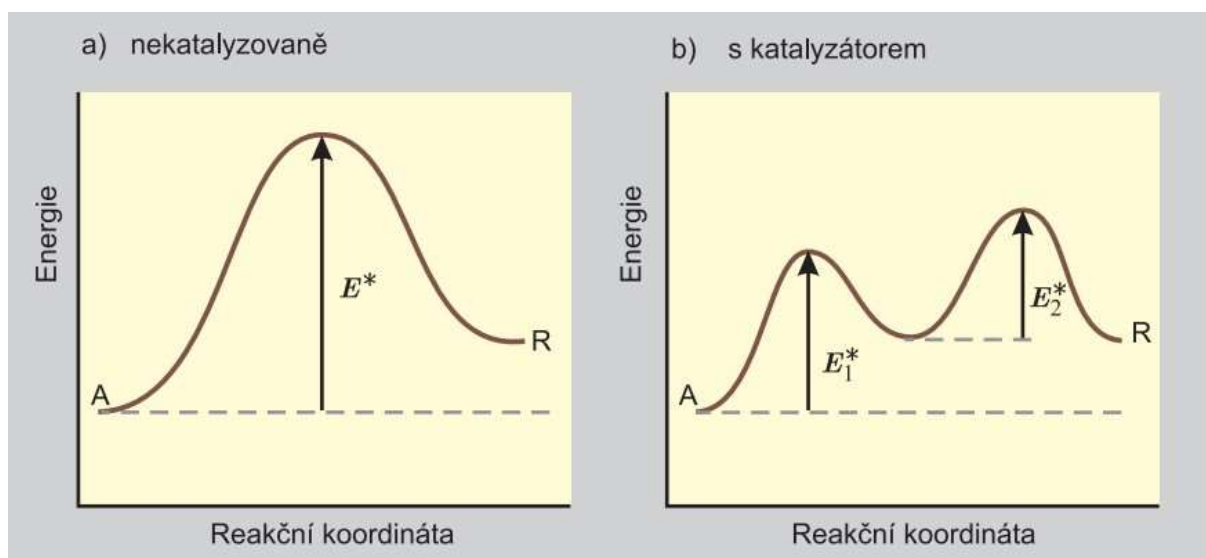 a) nekatalyzovaně
Energie
E*
A
R
Reakční koordináta
b) s katalyzátorem
Energie
E₁*
E₂*
A
R
Reakční koordináta